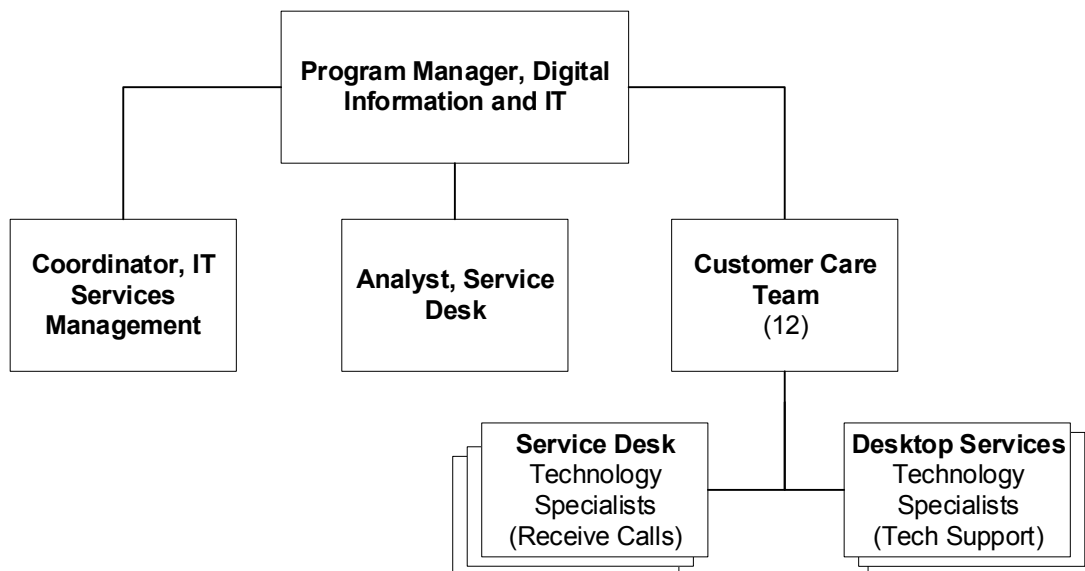 Program Manager, Digital
Information and IT
Coordinator, IT
Services
Management
Analyst, Service
Desk
Customer Care
Team
(12)
Service Desk
Technology
Specialists
(Receive Calls)
Desktop Services
Technology
Specialists
(Tech Support)